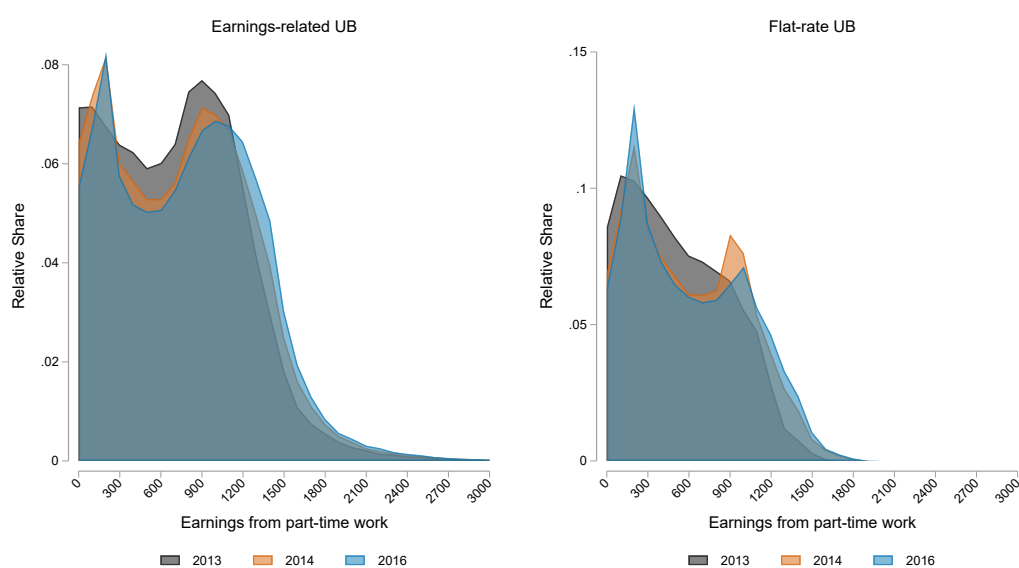 Earnings-related UB
Relative Share
.08
.06
.04
.02
0
0 300 600 900 1200 1500 1800 2100 2400 2700 3000
Earnings from part-time work
2013 2014 2016
Flat-rate UB
Relative Share
.15
.1
.05
0
0 300 600 900 1200 1500 1800 2100 2400 2700 3000
Earnings from part-time work
2013 2014 2016